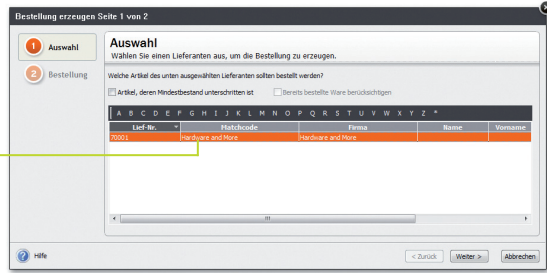 Bestellung erzeugen Seite 1 von 2
1 Auswahl
2 Bestellung
Auswahl
Wählen Sie einen Lieferanten aus, um die Bestellung zu erzeugen.
Welche Artikel des unten ausgewählten Lieferanten sollten bestellt werden?
Artikel, deren Mindestbestand unterschritten ist Bereits bestellte Ware berücksichtigen
A B C D E F G H I J K L M N O P Q R S T U V W X Y Z *
Lief-Nr. Matchcode Firma Name Vorname
70001 Hardware and More Hardware and More
Hilfe < Zurück Weiter > Abbrechen